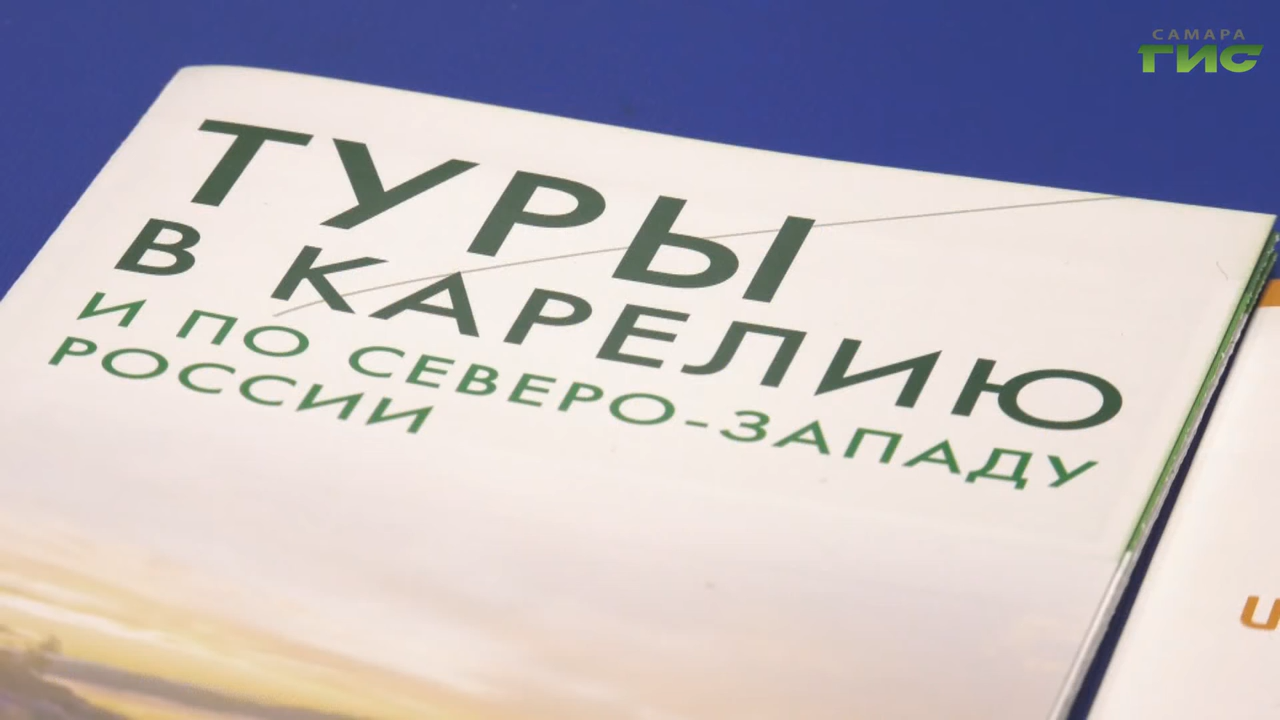 САМАРА
ГИС
ТУРЫ
В КАРЕЛИЮ
И ПО СЕВЕРО-ЗАПАДУ
РОССИИ